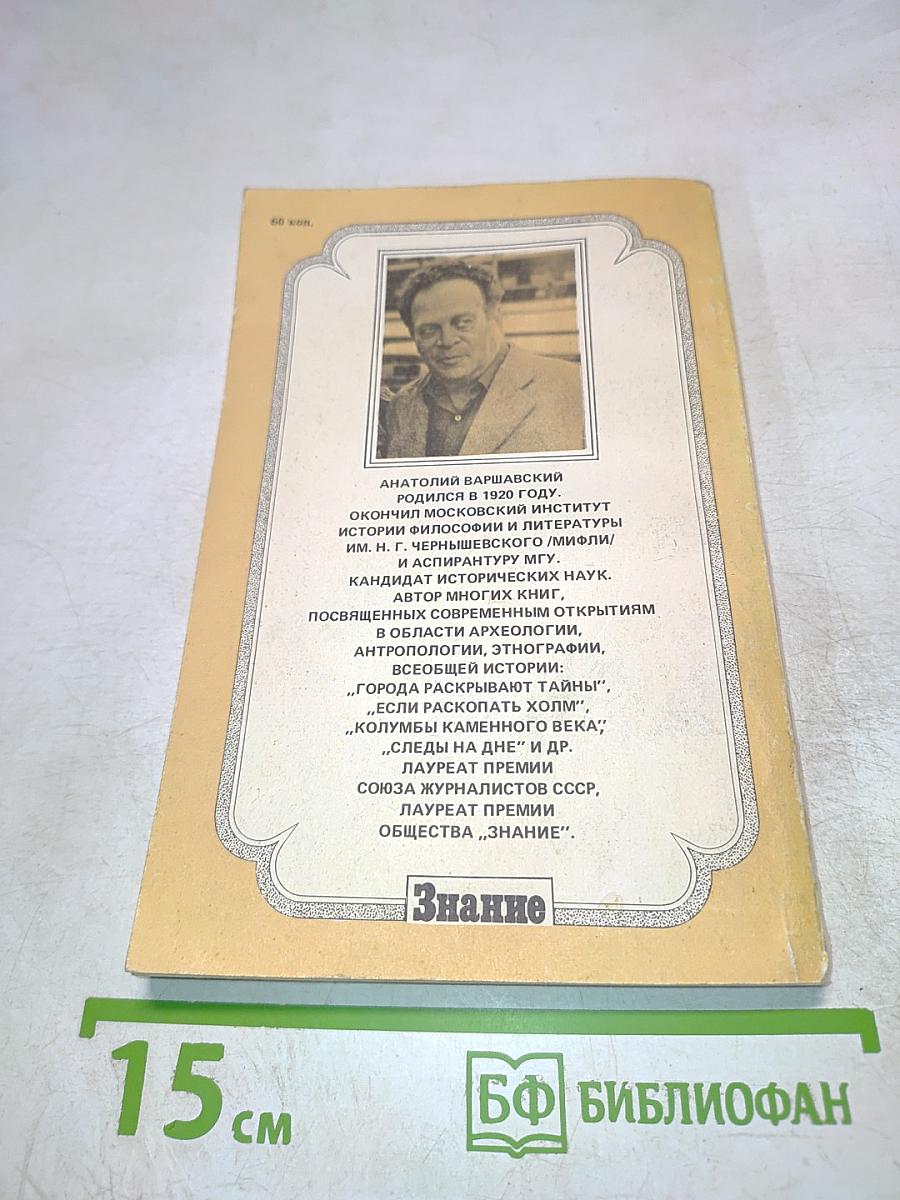 60 коп.
АНАТОЛИЙ ВАРШАВСКИЙ
РОДИЛСЯ В 1920 ГОДУ.
ОКОНЧИЛ МОСКОВСКИЙ ИНСТИТУТ
ИСТОРИИ ФИЛОСОФИИ И ЛИТЕРАТУРЫ
ИМ. Н. Г. ЧЕРНЫШЕВСКОГО /МИФЛИ/
И АСПИРАНТУРУ МГУ.
КАНДИДАТ ИСТОРИЧЕСКИХ НАУК.
АВТОР МНОГИХ КНИГ,
ПОСВЯЩЕННЫХ СОВРЕМЕННЫМ ОТКРЫТИЯМ
В ОБЛАСТИ АРХЕОЛОГИИ,
АНТРОПОЛОГИИ, ЭТНОГРАФИИ,
ВСЕОБЩЕЙ ИСТОРИИ:
„ГОРОДА РАСКРЫВАЮТ ТАЙНЫ”,
„ЕСЛИ РАСКОПАТЬ ХОЛМ”,
„КОЛУМБЫ КАМЕННОГО ВЕКА”,
„СЛЕДЫ НА ДНЕ” И ДР.
ЛАУРЕАТ ПРЕМИИ
СОЮЗА ЖУРНАЛИСТОВ СССР,
ЛАУРЕАТ ПРЕМИИ
ОБЩЕСТВА „ЗНАНИЕ”.
Знание
15 см
БФ БИБЛИОФАН